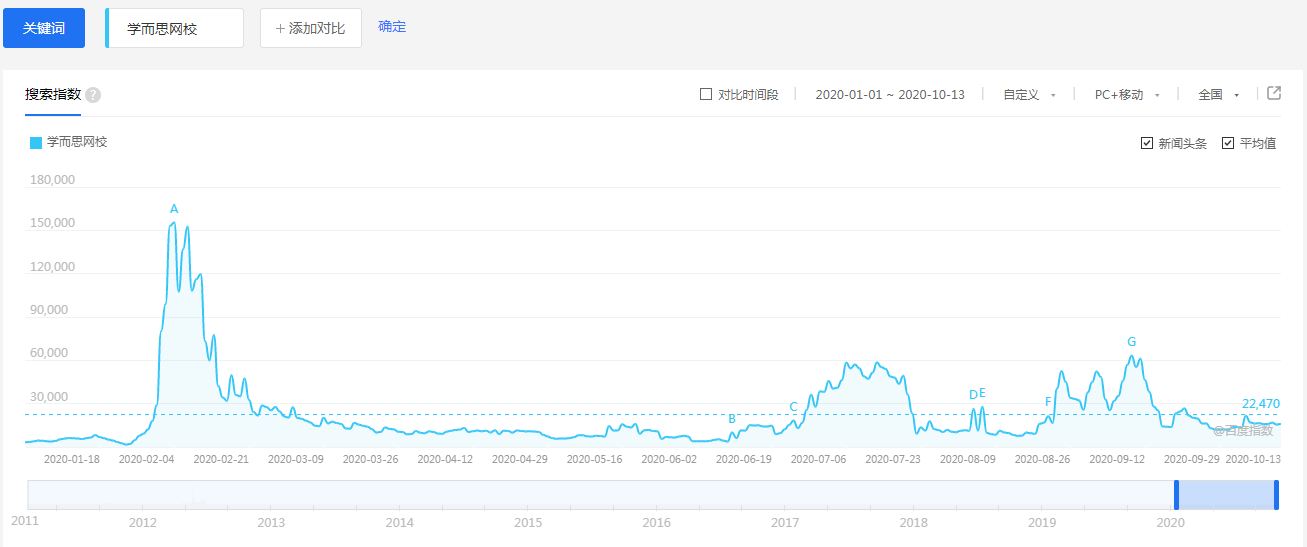 关键词 学而思网校 +添加对比 确定
搜索指数 ? 对比时间段 2020-01-01 ~ 2020-10-13 自定义 PC+移动 全国
学而思网校 新闻头条 平均值
180,000
A
150,000
120,000
90,000
G
60,000
D E
30,000 F 22,470
C
B
@百度指数
2020-01-18 2020-02-04 2020-02-21 2020-03-09 2020-03-26 2020-04-12 2020-04-29 2020-05-16 2020-06-02 2020-06-19 2020-07-06 2020-07-23 2020-08-09 2020-08-26 2020-09-12 2020-09-29 2020-10-13
2011 2012 2013 2014 2015 2016 2017 2018 2019 2020